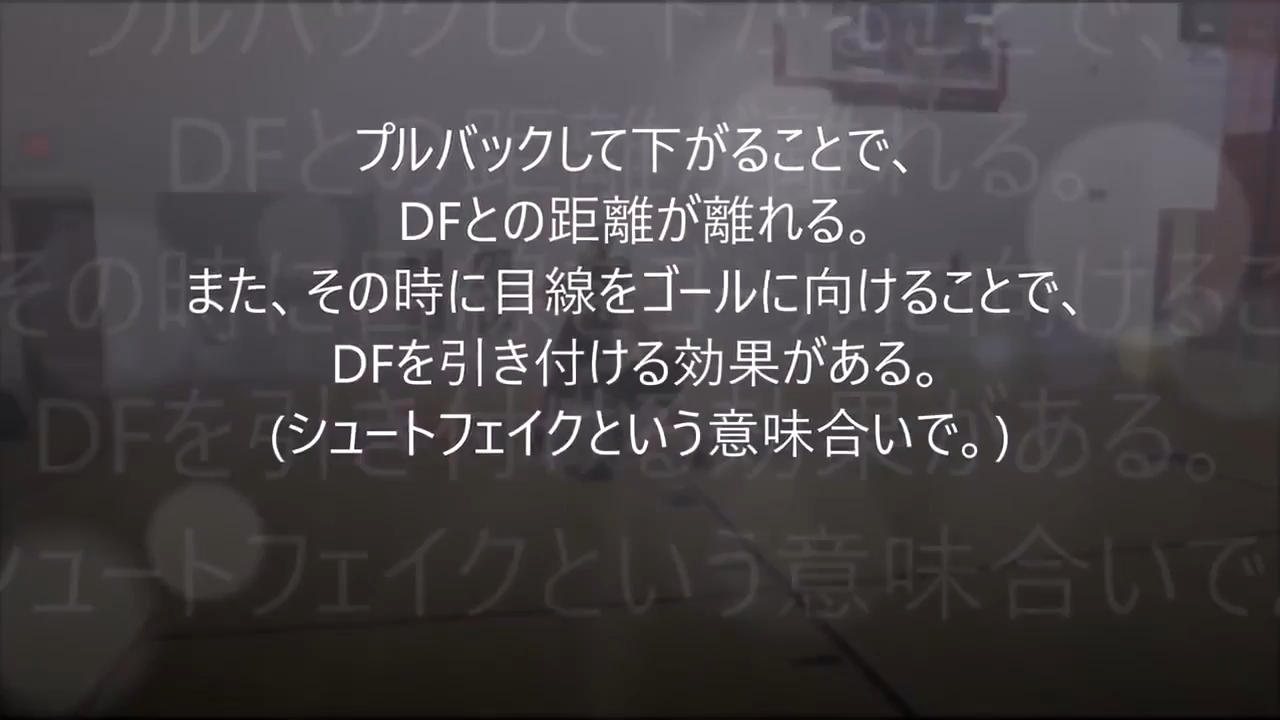 プルバックして下がることで、
DFとの距離が離れる。
また、その時に目線をゴールに向けることで、
DFを引き付ける効果がある。
(シュートフェイクという意味合いで。)